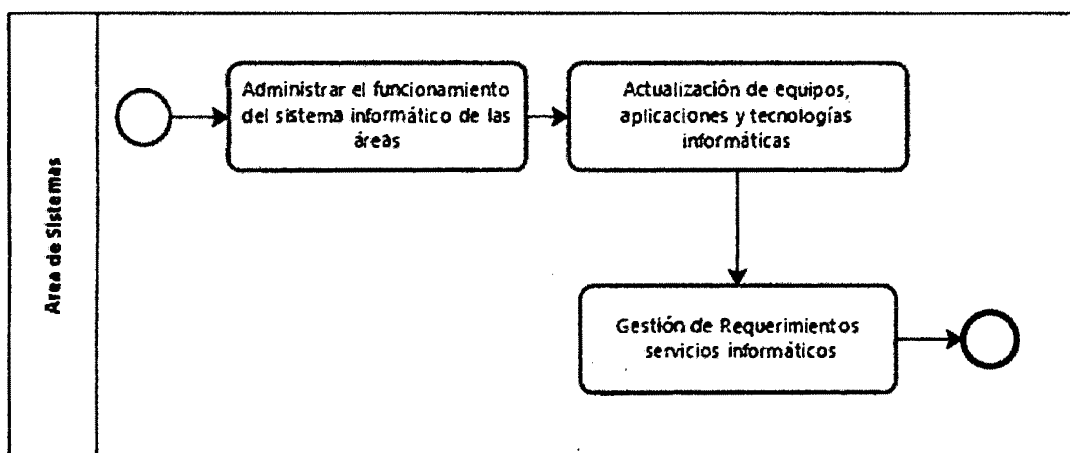 Area de Sistemas
Administrar el funcionamiento
del sistema informático de las
áreas
Actualización de equipos,
aplicaciones y tecnologías
informáticas
Gestión de Requerimientos
servicios informáticos